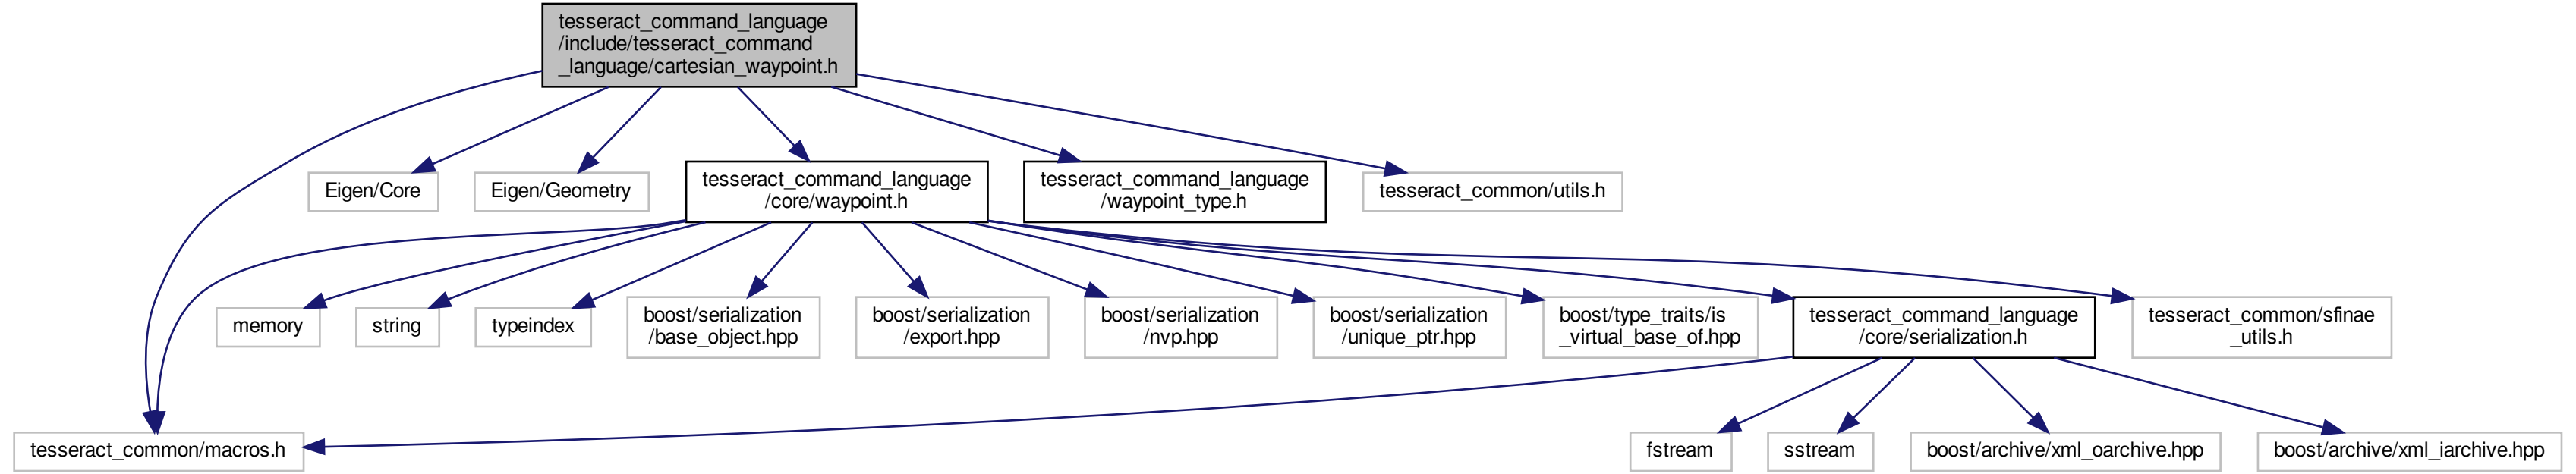 tesseract_command_language
/include/tesseract_command
_language/cartesian_waypoint.h
Eigen/Core
Eigen/Geometry
tesseract_command_language
/core/waypoint.h
tesseract_command_language
/waypoint_type.h
tesseract_common/utils.h
memory
string
typeindex
boost/serialization
/base_object.hpp
boost/serialization
/export.hpp
boost/serialization
/nvp.hpp
boost/serialization
/unique_ptr.hpp
boost/type_traits/is
_virtual_base_of.hpp
tesseract_command_language
/core/serialization.h
tesseract_common/sfinae
_utils.h
tesseract_common/macros.h
fstream
sstream
boost/archive/xml_oarchive.hpp
boost/archive/xml_iarchive.hpp